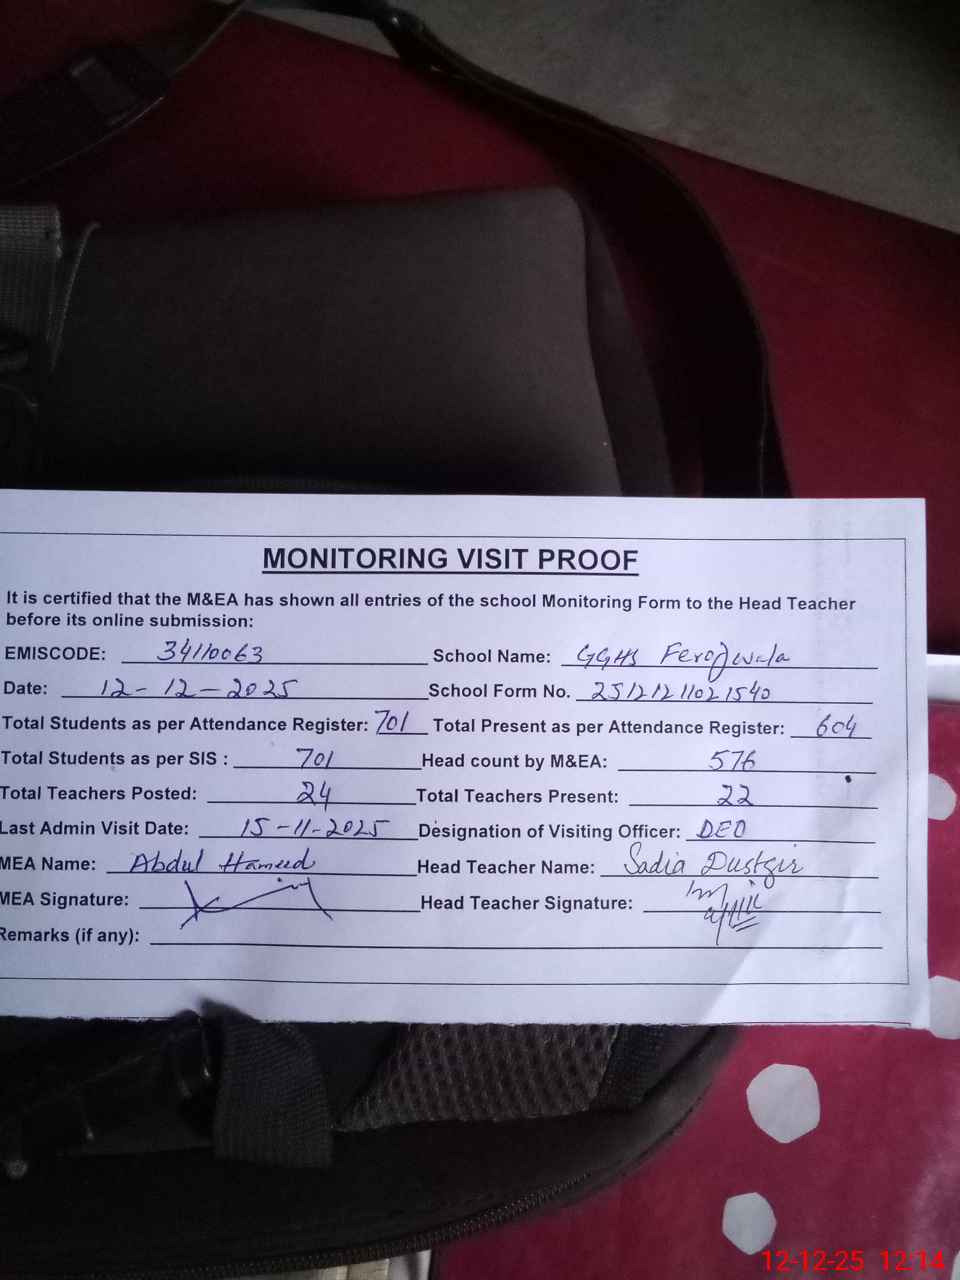 MONITORING VISIT PROOF
It is certified that the M&EA has shown all entries of the school Monitoring Form to the Head Teacher
before its online submission:
EMISCODE: 34110063 School Name: GGHS Ferozwala
Date: 12-12-2025 School Form No. 25121211021540
Total Students as per Attendance Register: 701 Total Present as per Attendance Register: 604
Total Students as per SIS : 701 Head count by M&EA: 576
Total Teachers Posted: 24 Total Teachers Present: 22
Last Admin Visit Date: 15-11-2025 Designation of Visiting Officer: DEO
MEA Name: Abdul Hameed Head Teacher Name: Sadia Dustgir
MEA Signature: Head Teacher Signature:
Remarks (if any):
12-12-25 12:14